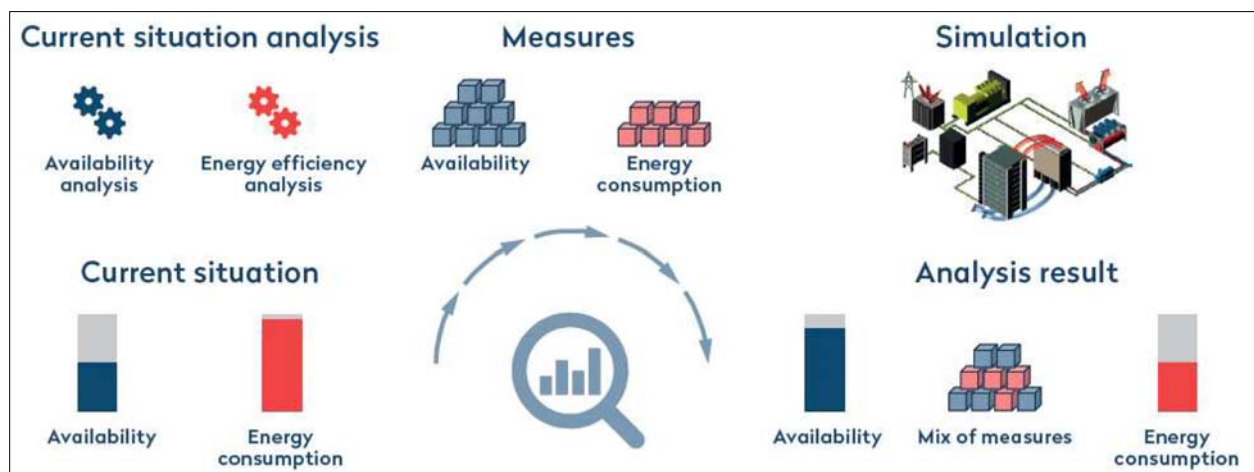 Current situation analysis
Availability
analysis
Energy efficiency
analysis
Measures
Availability
Energy
consumption
Simulation
Current situation
Availability
Energy
consumption
Analysis result
Availability
Mix of measures
Energy
consumption